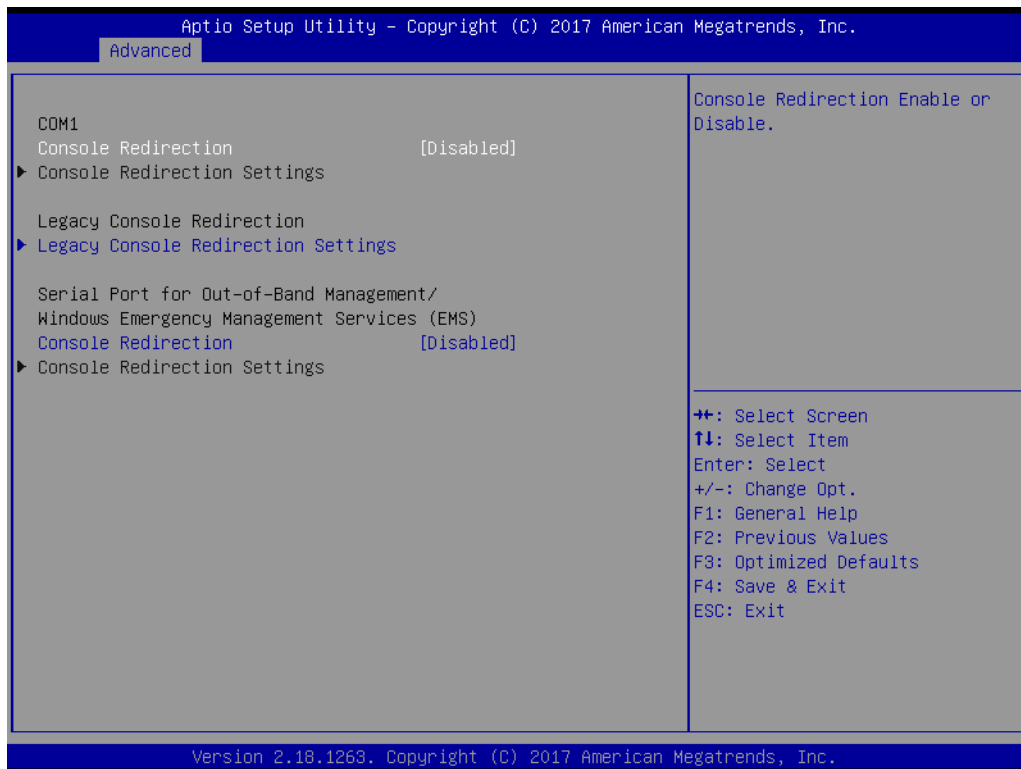 Aptio Setup Utility – Copyright (C) 2017 American Megatrends, Inc.
Advanced
COM1
Console Redirection [Disabled]
Console Redirection Settings
Legacy Console Redirection
Legacy Console Redirection Settings
Serial Port for Out-of-Band Management/
Windows Emergency Management Services (EMS)
Console Redirection [Disabled]
Console Redirection Settings
Console Redirection Enable or
Disable.
→←: Select Screen
↑↓: Select Item
Enter: Select
+/-: Change Opt.
F1: General Help
F2: Previous Values
F3: Optimized Defaults
F4: Save & Exit
ESC: Exit
Version 2.18.1263. Copyright (C) 2017 American Megatrends, Inc.